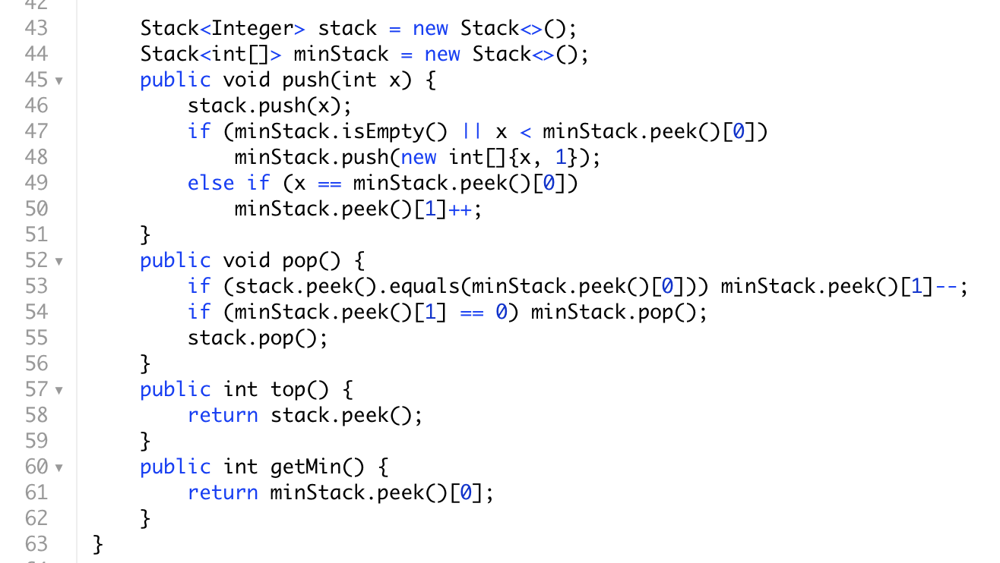 43 Stack<Integer> stack = new Stack<>();
44 Stack<int[]> minStack = new Stack<>();
45 ▼ public void push(int x) {
46 stack.push(x);
47 if (minStack.isEmpty() || x < minStack.peek()[0])
48 minStack.push(new int[]{x, 1});
49 else if (x == minStack.peek()[0])
50 minStack.peek()[1]++;
51 }
52 ▼ public void pop() {
53 if (stack.peek().equals(minStack.peek()[0])) minStack.peek()[1]--;
54 if (minStack.peek()[1] == 0) minStack.pop();
55 stack.pop();
56 }
57 ▼ public int top() {
58 return stack.peek();
59 }
60 ▼ public int getMin() {
61 return minStack.peek()[0];
62 }
63 }